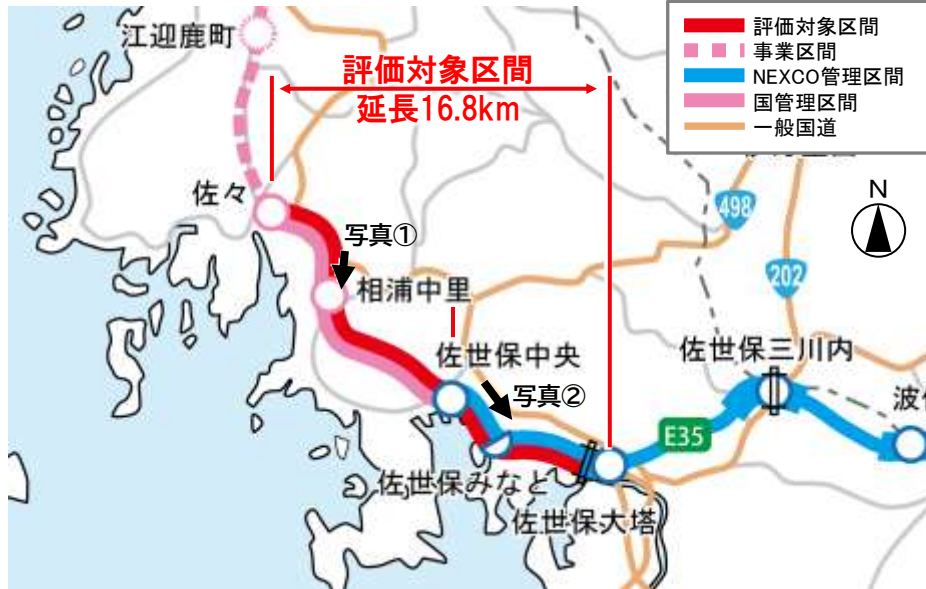 江迎鹿町
評価対象区間
延長16.8km
評価対象区間
事業区間
NEXCO管理区間
国管理区間
一般国道
N
498
202
佐々
写真①
相浦中里
佐世保中央
写真②
佐世保三川内
E35
佐世保みなと
佐世保大塔
波